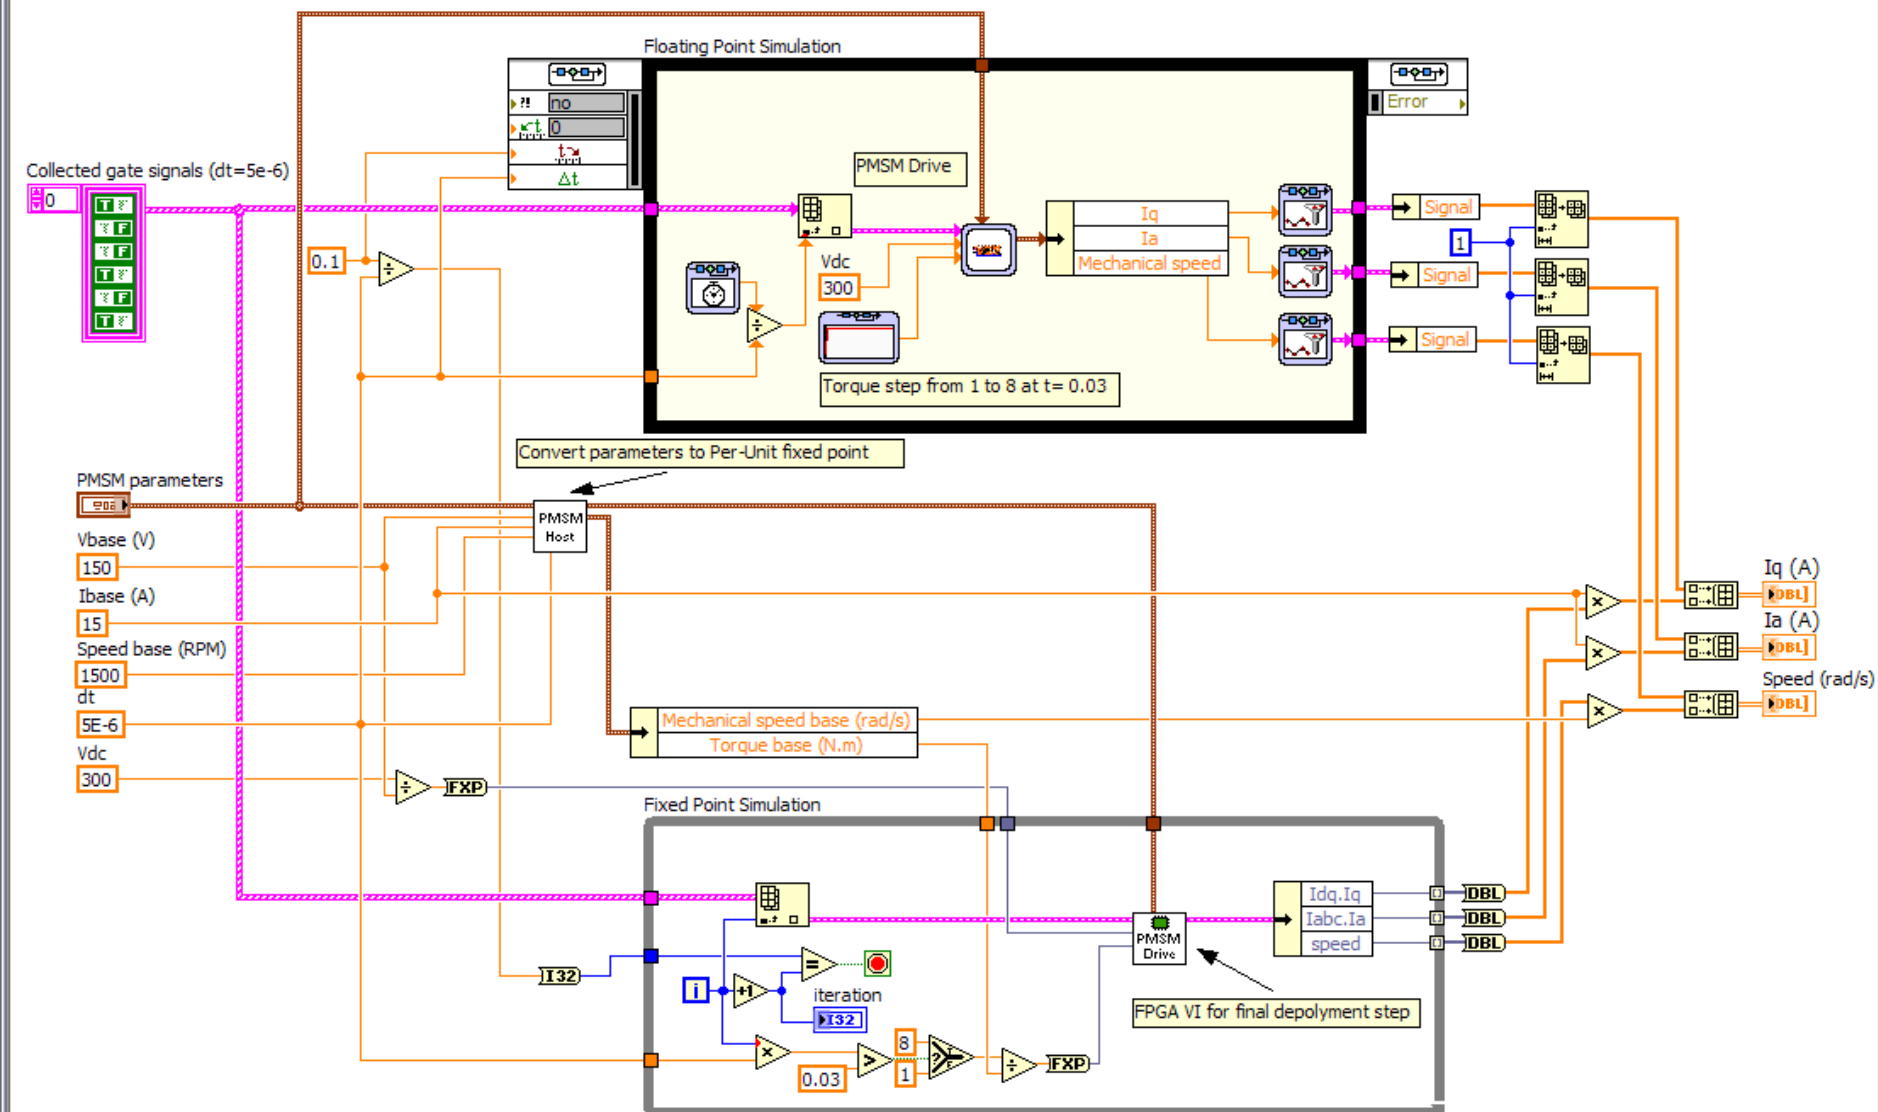 Floating Point Simulation
?! no
t 0
t
Δt
Error
Collected gate signals (dt=5e-6)
0
T
F
F
T
F
T
0.1
PMSM Drive
Vdc
300
Iq
Ia
Mechanical speed
Torque step from 1 to 8 at t= 0.03
Signal
Signal
Signal
1
Convert parameters to Per-Unit fixed point
PMSM parameters
PMSM
Host
Vbase (V)
150
Ibase (A)
15
Speed base (RPM)
1500
dt
5E-6
Vdc
300
FXP
Mechanical speed base (rad/s)
Torque base (N.m)
Iq (A)
DBL]
Ia (A)
DBL]
Speed (rad/s)
DBL]
Fixed Point Simulation
I32
i
+1
=
iteration
I32
x
>
0.03
8
1
?
FXP
PMSM
Drive
Idq.Iq
Iabc.Ia
speed
DBL
DBL
DBL
FPGA VI for final depolyment step